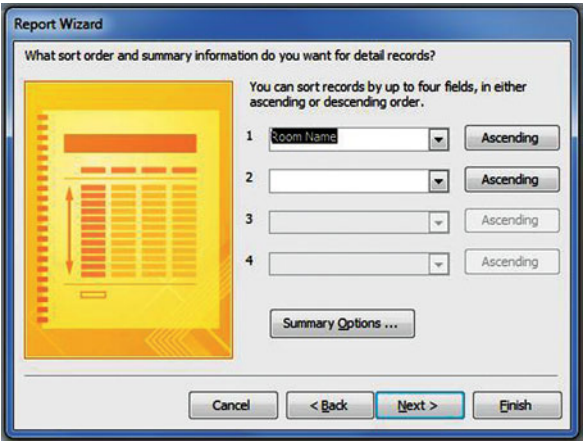 Report Wizard
What sort order and summary information do you want for detail records?
You can sort records by up to four fields, in either
ascending or descending order.
1 Room Name Ascending
2 Ascending
3 Ascending
4 Ascending
Summary Options ...
Cancel < Back Next > Finish